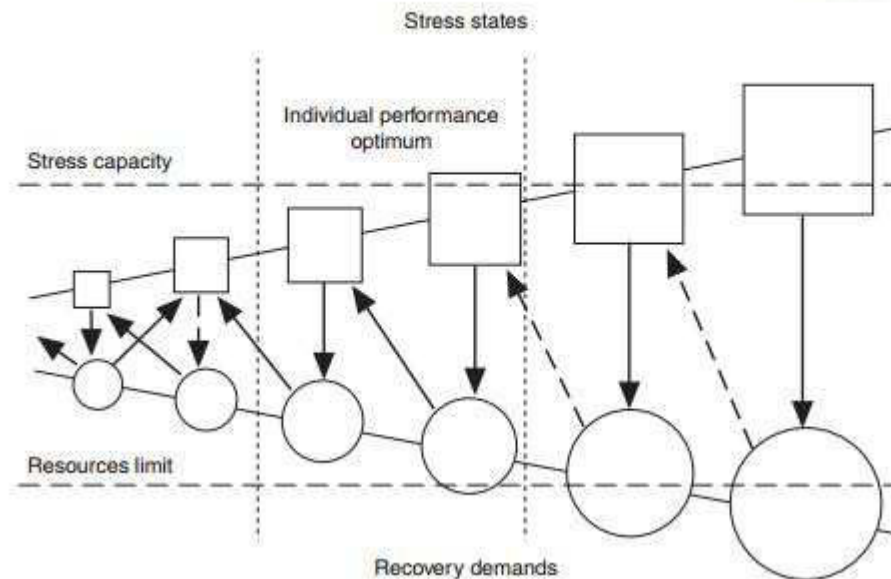 Stress states
Individual performance
optimum
Stress capacity
Resources limit
Recovery demands